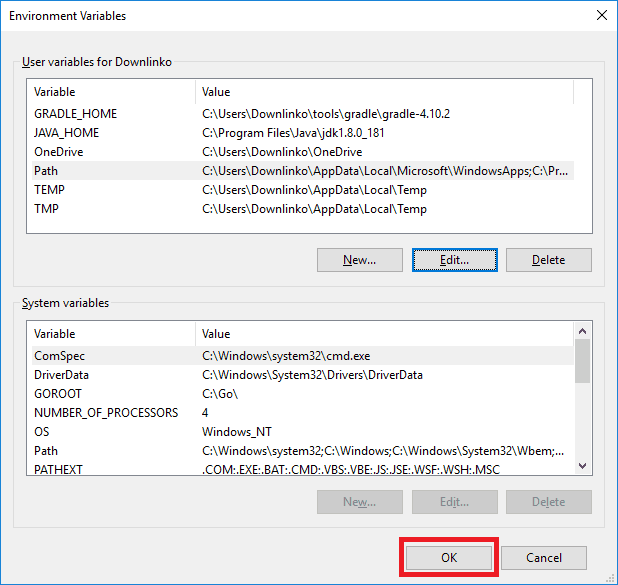 Environment Variables
User variables for Downlinko
Variable Value
GRADLE_HOME C:\Users\Downlinko\tools\gradle\gradle-4.10.2
JAVA_HOME C:\Program Files\Java\jdk1.8.0_181
OneDrive C:\Users\Downlinko\OneDrive
Path C:\Users\Downlinko\AppData\Local\Microsoft\WindowsApps;C:\Pr...
TEMP C:\Users\Downlinko\AppData\Local\Temp
TMP C:\Users\Downlinko\AppData\Local\Temp
New... Edit... Delete
System variables
Variable Value
ComSpec C:\Windows\system32\cmd.exe
DriverData C:\Windows\System32\Drivers\DriverData
GOROOT C:\Go\
NUMBER_OF_PROCESSORS 4
OS Windows_NT
Path C:\Windows\system32;C:\Windows;C:\Windows\System32\Wbem;...
PATHEXT .COM;.EXE;.BAT;.CMD;.VBS;.VBE;.JS;.JSE;.WSF;.WSH;.MSC
New... Edit... Delete
OK Cancel